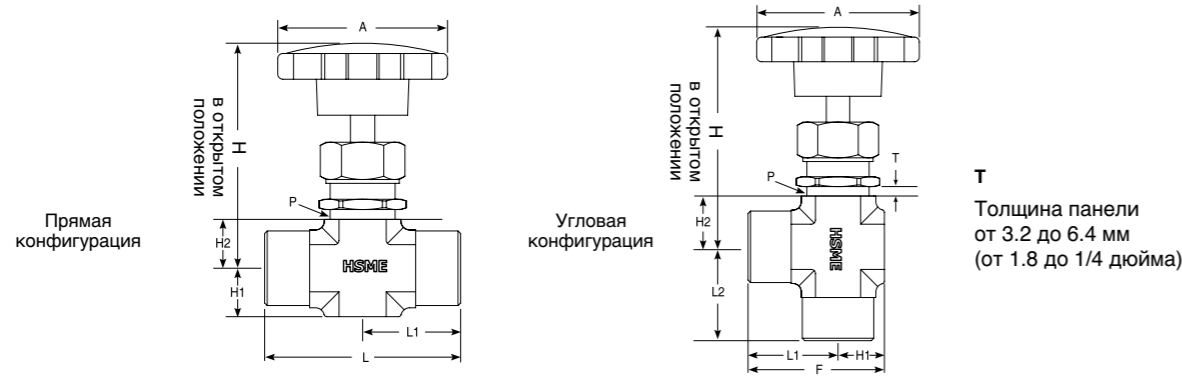 A
H
в открытом
положении
P
H2
H1
HSME
L1
L
Прямая
конфигурация
A
H
в открытом
положении
T
P
H2
L2
HSME
L1
H1
F
Угловая
конфигурация
T
Толщина панели
от 3.2 до 6.4 мм
(от 1.8 до 1/4 дюйма)